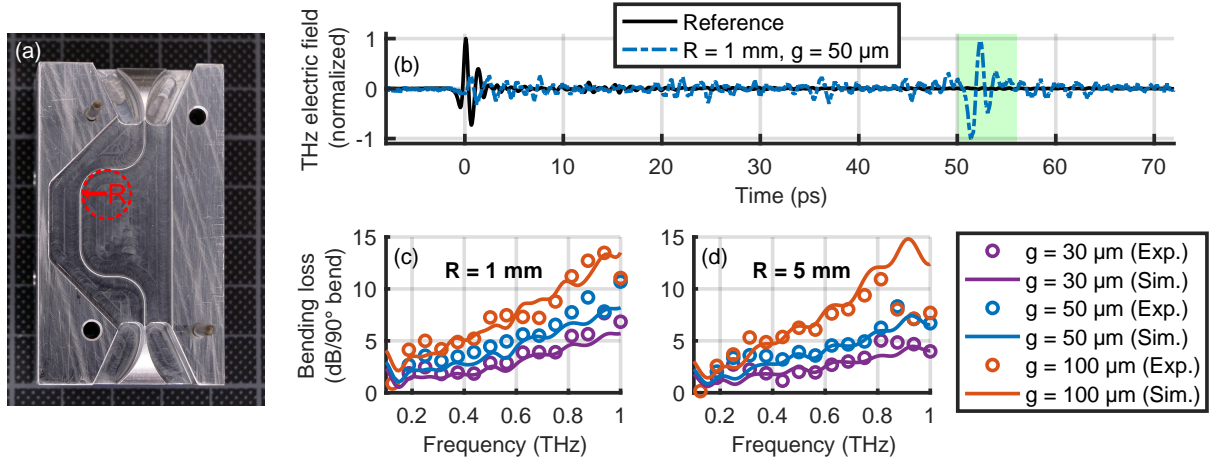 (a)
R
Reference
R = 1 mm, g = 50 µm
(b)
THz electric field
(normalized)
1
0
-1
0 10 20 30 40 50 60 70
Time (ps)
(c)
R = 1 mm
Bending loss
(dB/90° bend)
15
10
5
0
0.2 0.4 0.6 0.8 1
Frequency (THz)
(d)
R = 5 mm
15
10
5
0
0.2 0.4 0.6 0.8 1
Frequency (THz)
g = 30 µm (Exp.)
g = 30 µm (Sim.)
g = 50 µm (Exp.)
g = 50 µm (Sim.)
g = 100 µm (Exp.)
g = 100 µm (Sim.)